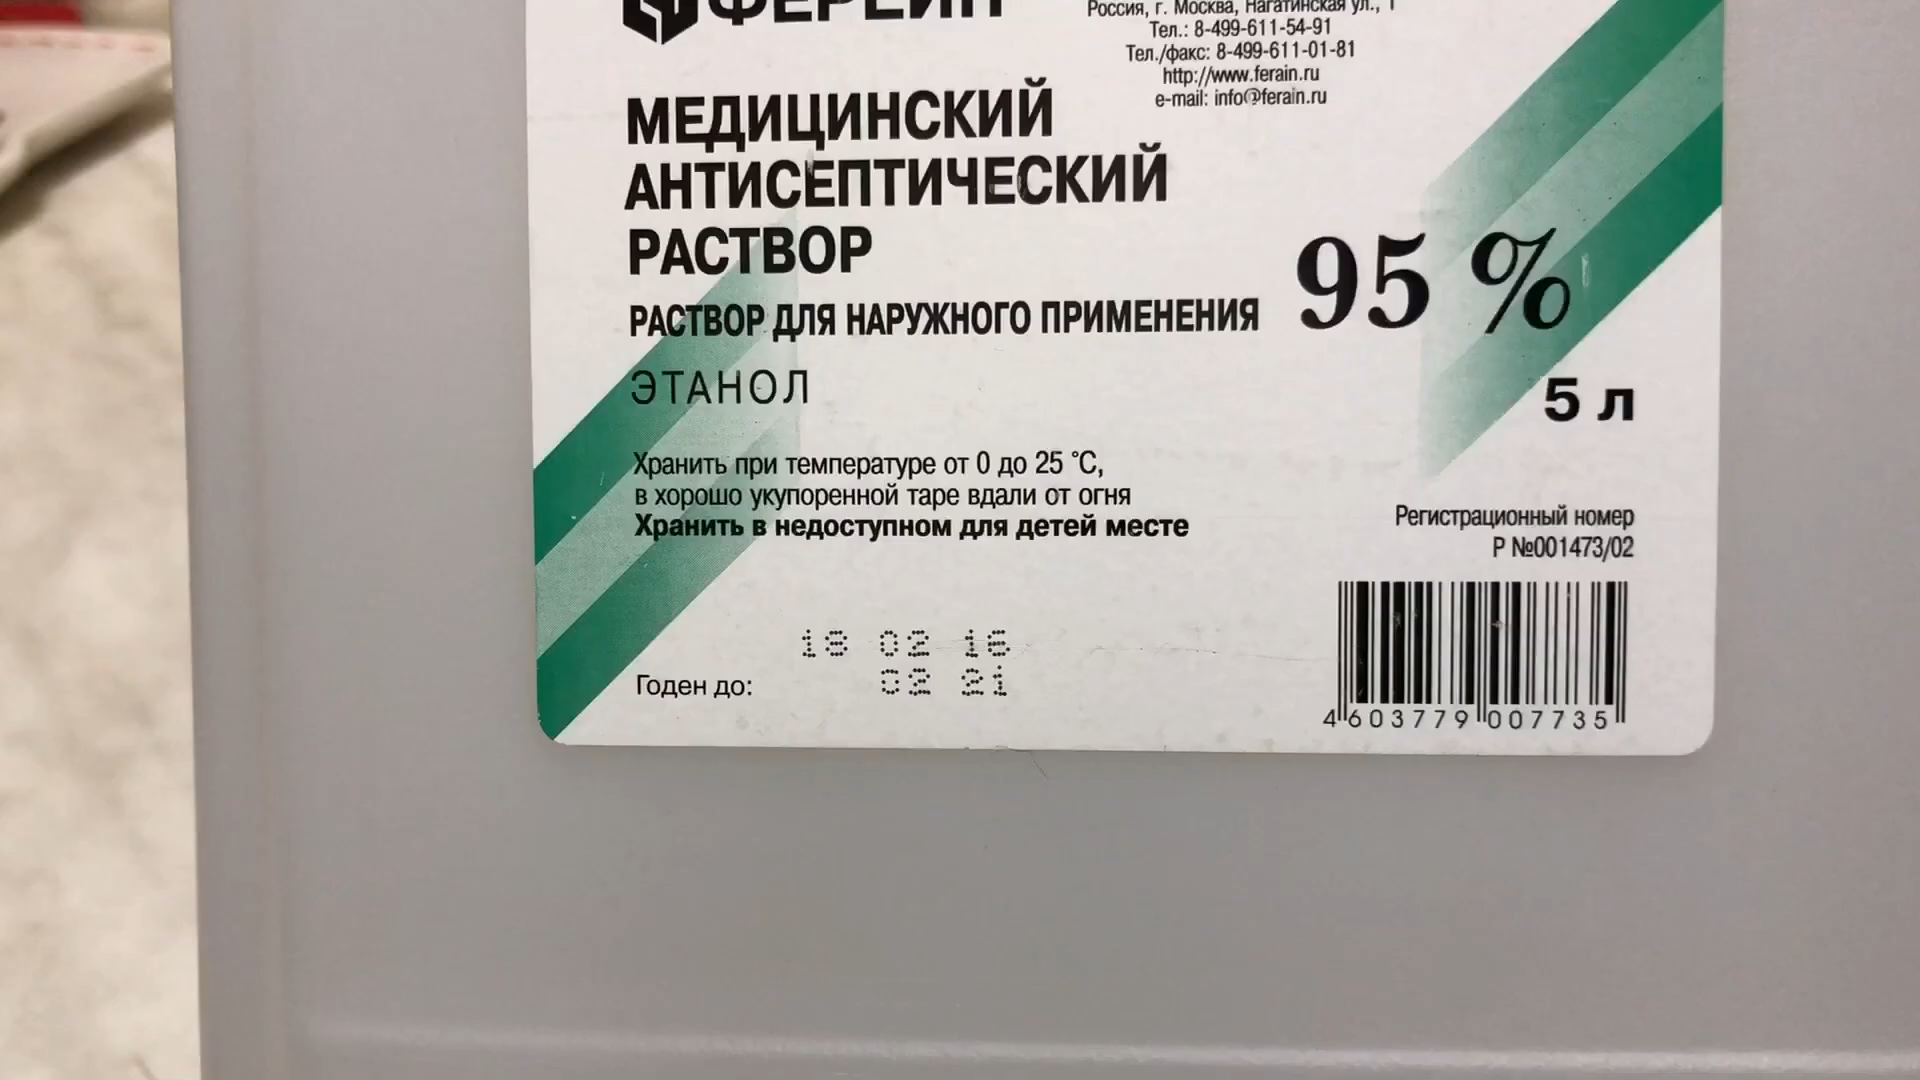 ФЕРЕЙН
Россия, г. Москва, Нагатинская ул., 1
Тел.: 8-499-611-54-91
Тел./факс: 8-499-611-01-81
http://www.ferain.ru
e-mail: info@ferain.ru
МЕДИЦИНСКИЙ
АНТИСЕПТИЧЕСКИЙ
РАСТВОР
РАСТВОР ДЛЯ НАРУЖНОГО ПРИМЕНЕНИЯ
95 %
ЭТАНОЛ
5 л
Хранить при температуре от 0 до 25 °С,
в хорошо укупоренной таре вдали от огня
Хранить в недоступном для детей месте
Регистрационный номер
Р №001473/02
18 02 16
Годен до: 02 21
4 603779 007735